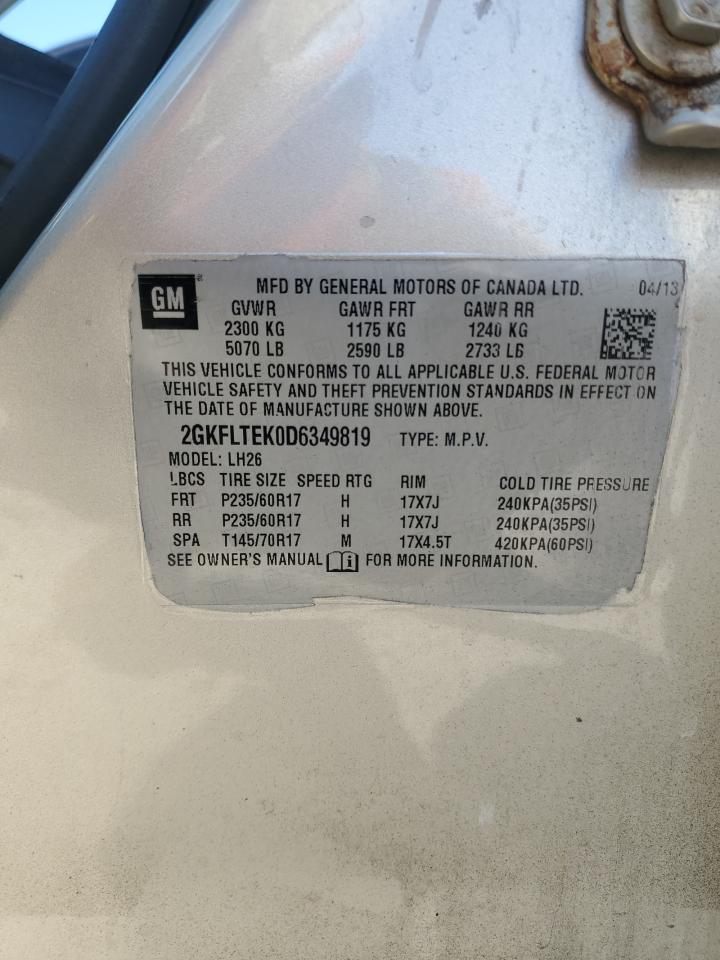 GM
MFD BY GENERAL MOTORS OF CANADA LTD. 04/13
GVWR GAWR FRT GAWR RR
2300 KG 1175 KG 1240 KG
5070 LB 2590 LB 2733 LB
THIS VEHICLE CONFORMS TO ALL APPLICABLE U.S. FEDERAL MOTOR
VEHICLE SAFETY AND THEFT PREVENTION STANDARDS IN EFFECT ON
THE DATE OF MANUFACTURE SHOWN ABOVE.
2GKFLTEK0D6349819 TYPE: M.P.V.
MODEL: LH26
LBCS TIRE SIZE SPEED RTG RIM COLD TIRE PRESSURE
FRT P235/60R17 H 17X7J 240KPA(35PSI)
RR P235/60R17 H 17X7J 240KPA(35PSI)
SPA T145/70R17 M 17X4.5T 420KPA(60PSI)
SEE OWNER'S MANUAL i FOR MORE INFORMATION.